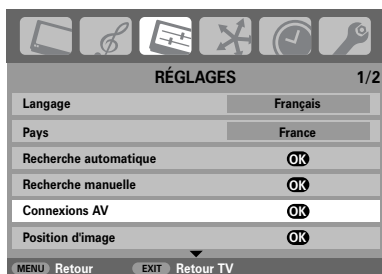 RÉGLAGES 1/2
Langage Français
Pays France
Recherche automatique OK
Recherche manuelle OK
Connexions AV OK
Position d'image OK
MENU Retour EXIT Retour TV